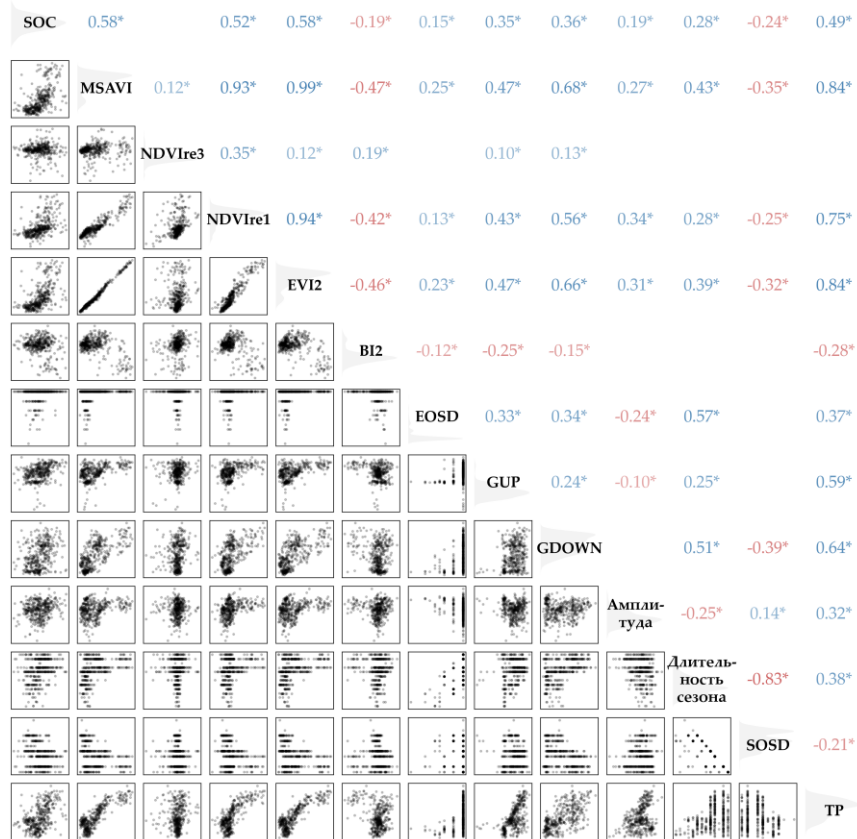 SOC 0.58* 0.52* 0.58* -0.19* 0.15* 0.35* 0.36* 0.19* 0.28* -0.24* 0.49*
MSAVI 0.12* 0.93* 0.99* -0.47* 0.25* 0.47* 0.68* 0.27* 0.43* -0.35* 0.84*
NDVIre3 0.35* 0.12* 0.19* 0.10* 0.13*
NDVIre1 0.94* -0.42* 0.13* 0.43* 0.56* 0.34* 0.28* -0.25* 0.75*
EVI2 -0.46* 0.23* 0.47* 0.66* 0.31* 0.39* -0.32* 0.84*
BI2 -0.12* -0.25* -0.15* -0.28*
EOSD 0.33* 0.34* -0.24* 0.57* 0.37*
GUP 0.24* -0.10* 0.25* 0.59*
GDOWN 0.51* -0.39* 0.64*
Ампли-
туда -0.25* 0.14* 0.32*
Длитель-
ность -0.83* 0.38*
сезона
SOSD -0.21*
TP